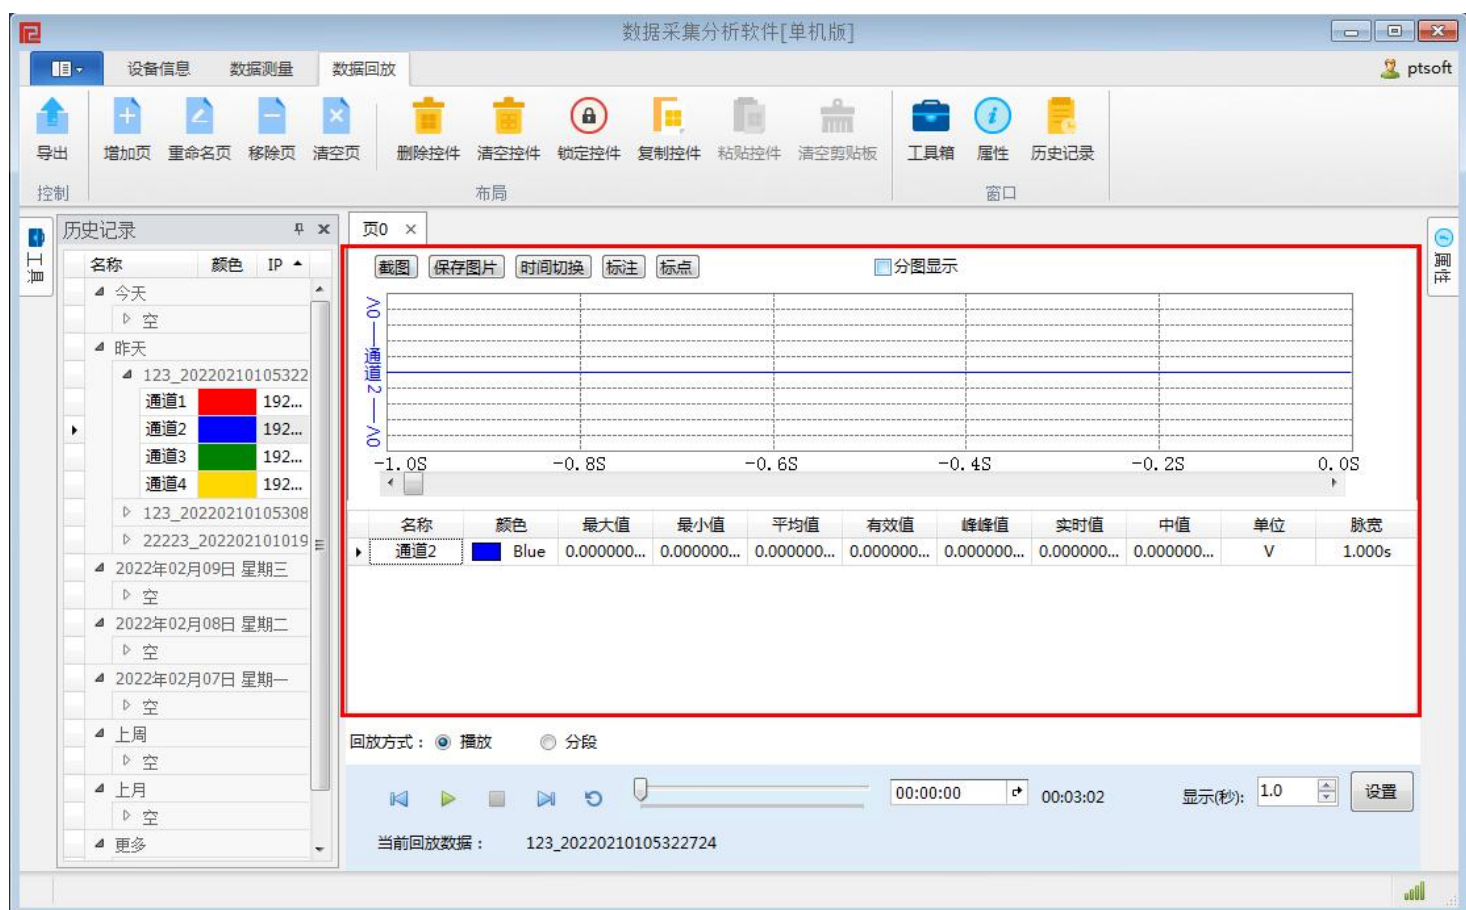 数据采集分析软件[单机版]
设备信息 数据测量 数据回放 ptsoft
导出 增加页 重命名页 移除页 清空页 删除控件 清空控件 锁定控件 复制控件 粘贴控件 清空剪贴板 工具箱 属性 历史记录
控制 布局 窗口
工具
历史记录
名称 颜色 IP
今天
空
昨天
123_20220210105322
通道1 192...
通道2 192...
通道3 192...
通道4 192...
123_20220210105308
22223_202202101019
2022年02月09日 星期三
空
2022年02月08日 星期二
空
2022年02月07日 星期一
空
上周
空
上月
空
更多
页0
截图 保存图片 时间切换 标注 标点 分图显示
0V——通道2——0V
-1.0S -0.8S -0.6S -0.4S -0.2S 0.0S
名称 颜色 最大值 最小值 平均值 有效值 峰峰值 实时值 中值 单位 脉宽
通道2 Blue 0.000000... 0.000000... 0.000000... 0.000000... 0.000000... 0.000000... 0.000000... V 1.000s
回放方式： 播放 分段
00:00:00 00:03:02 显示(秒): 1.0 设置
当前回放数据： 123_20220210105322724
属性